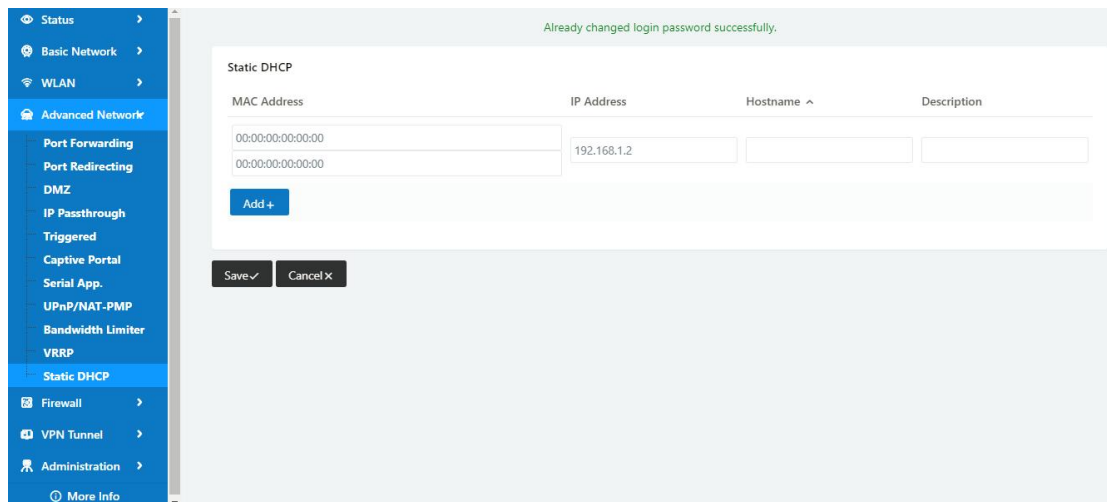 Status
Basic Network
WLAN
Advanced Network
Port Forwarding
Port Redirecting
DMZ
IP Passthrough
Triggered
Captive Portal
Serial App.
UPnP/NAT-PMP
Bandwidth Limiter
VRRP
Static DHCP
Firewall
VPN Tunnel
Administration
More Info
Already changed login password successfully.
Static DHCP
MAC Address IP Address Hostname Description
00:00:00:00:00:00
192.168.1.2
00:00:00:00:00:00
Add +
Save Cancel